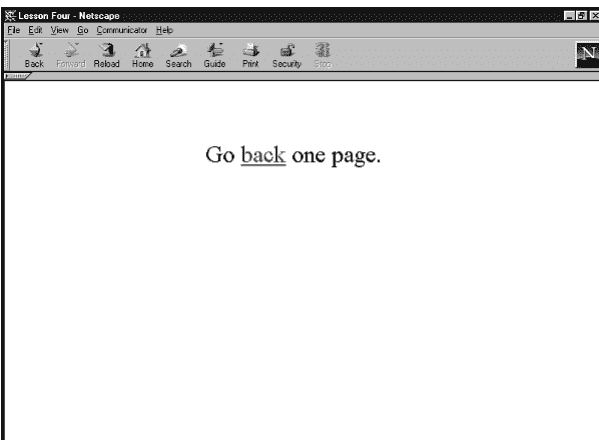 Lesson Four - Netscape
File Edit View Go Communicator Help
Back Forward Reload Home Search Guide Print Security Stop
N
Go back one page.